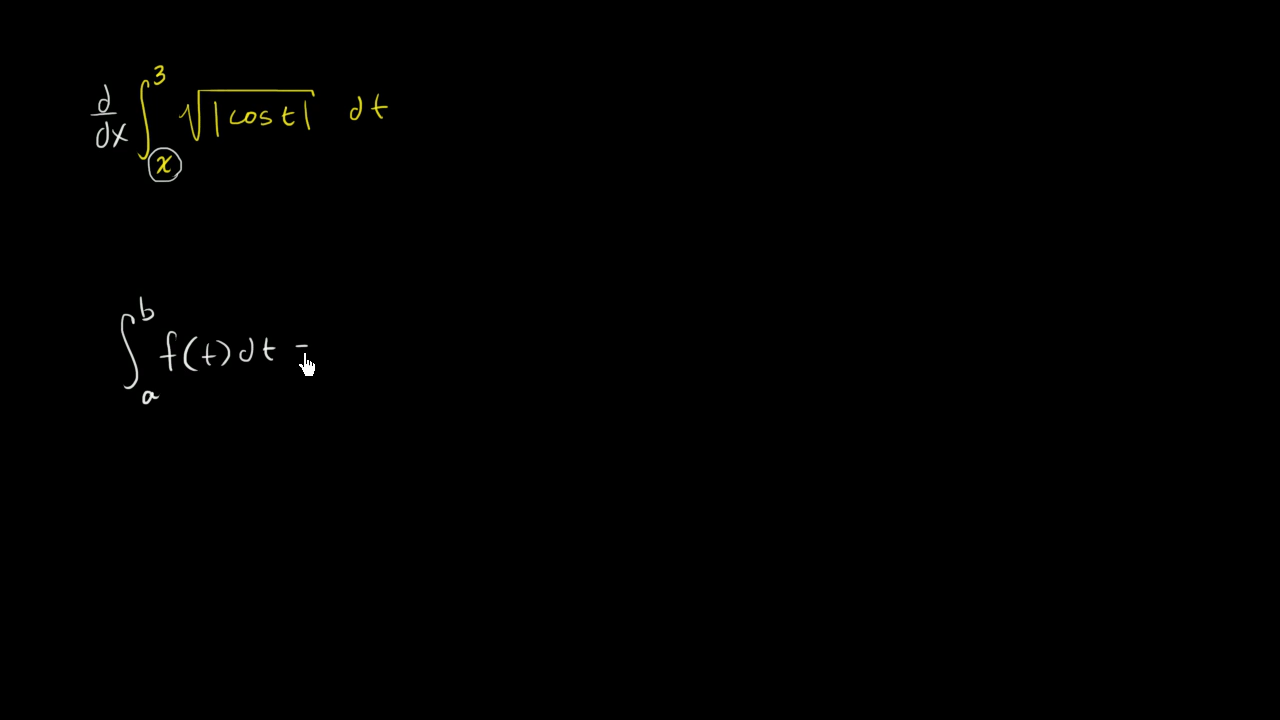 d/dx ∫_x^3 √|cos t| dt
∫_a^b f(t) dt -